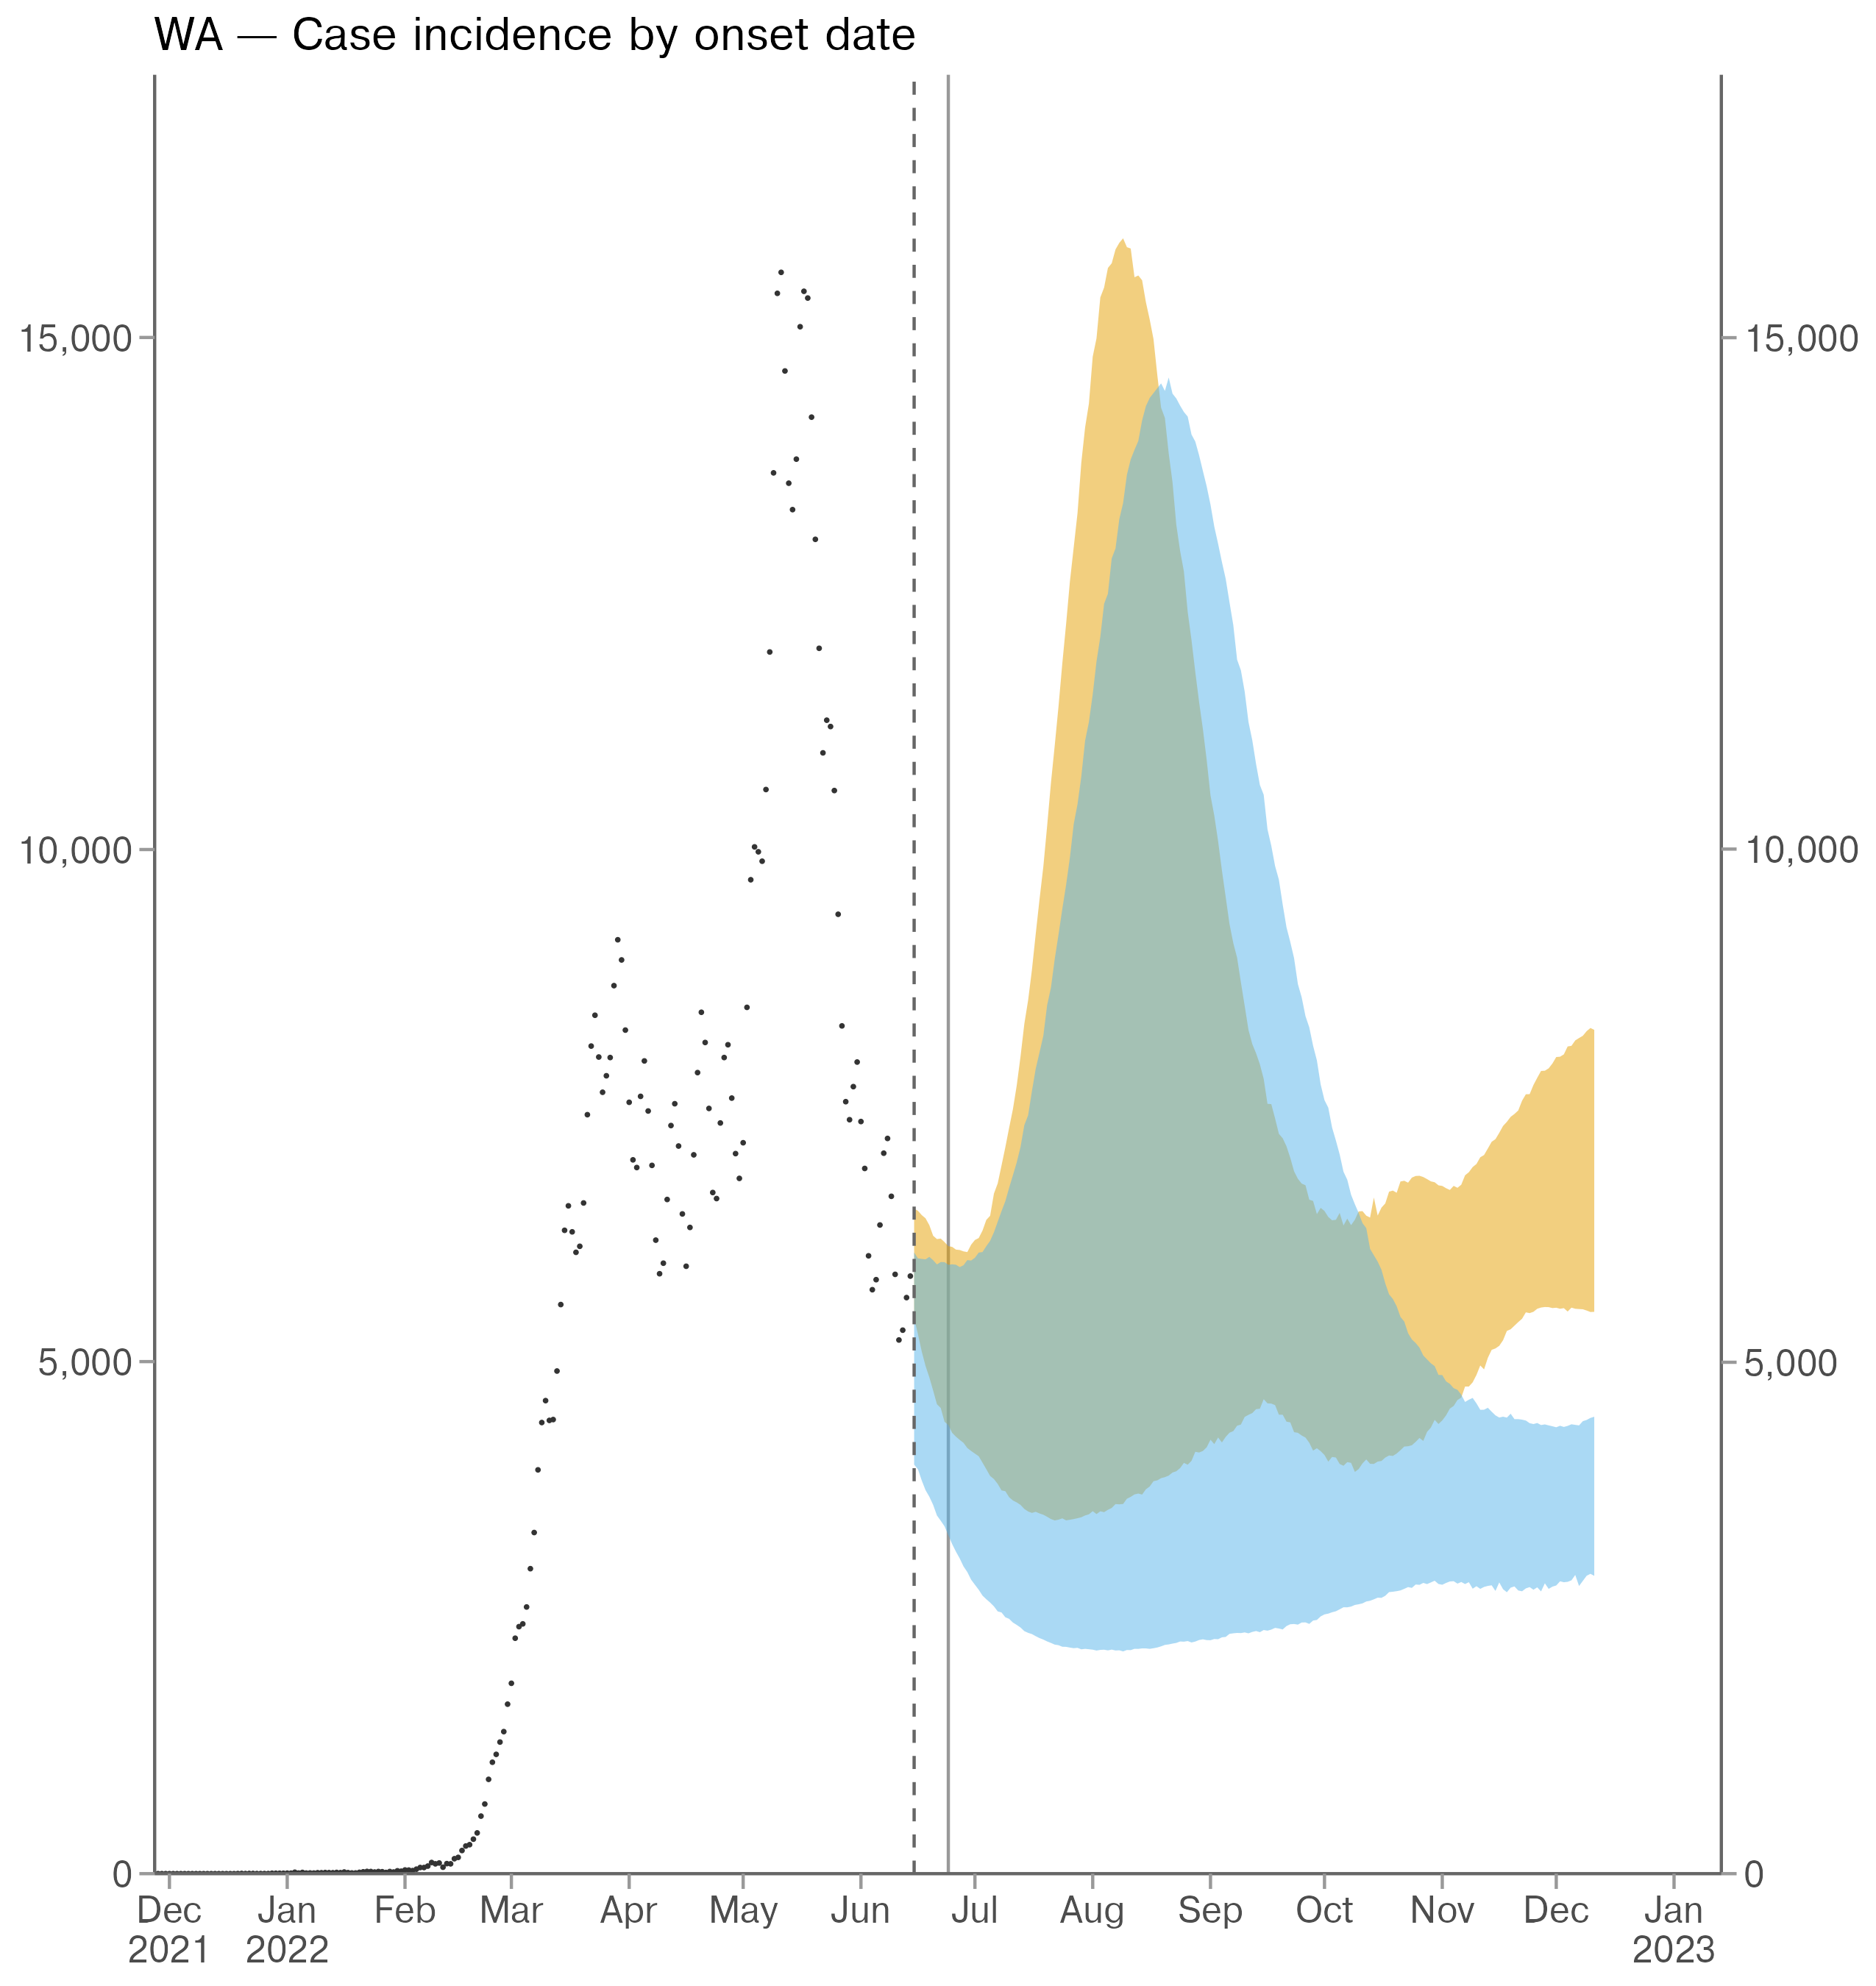 WA — Case incidence by onset date
15,000
10,000
5,000
0
15,000
10,000
5,000
0
Dec Jan Feb Mar Apr May Jun Jul Aug Sep Oct Nov Dec Jan
2021 2022 2023